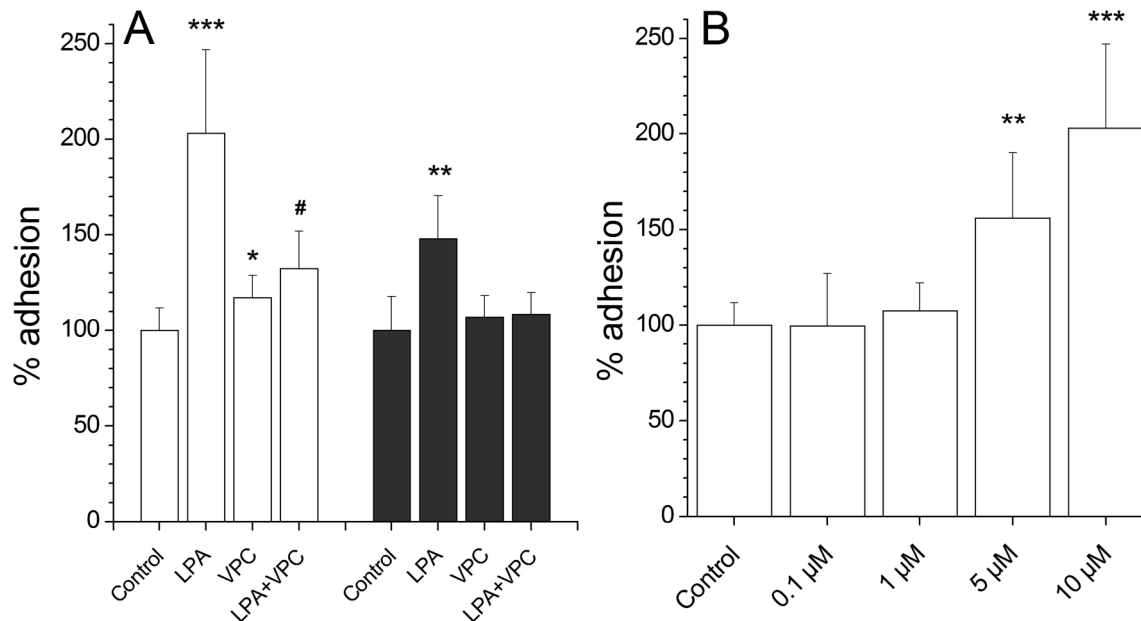 A
% adhesion
250
200
150
100
50
0
***
*
#
**
Control
LPA
VPC
LPA+VPC
Control
LPA
VPC
LPA+VPC
B
% adhesion
250
200
150
100
50
0
**
***
Control
0.1 µM
1 µM
5 µM
10 µM